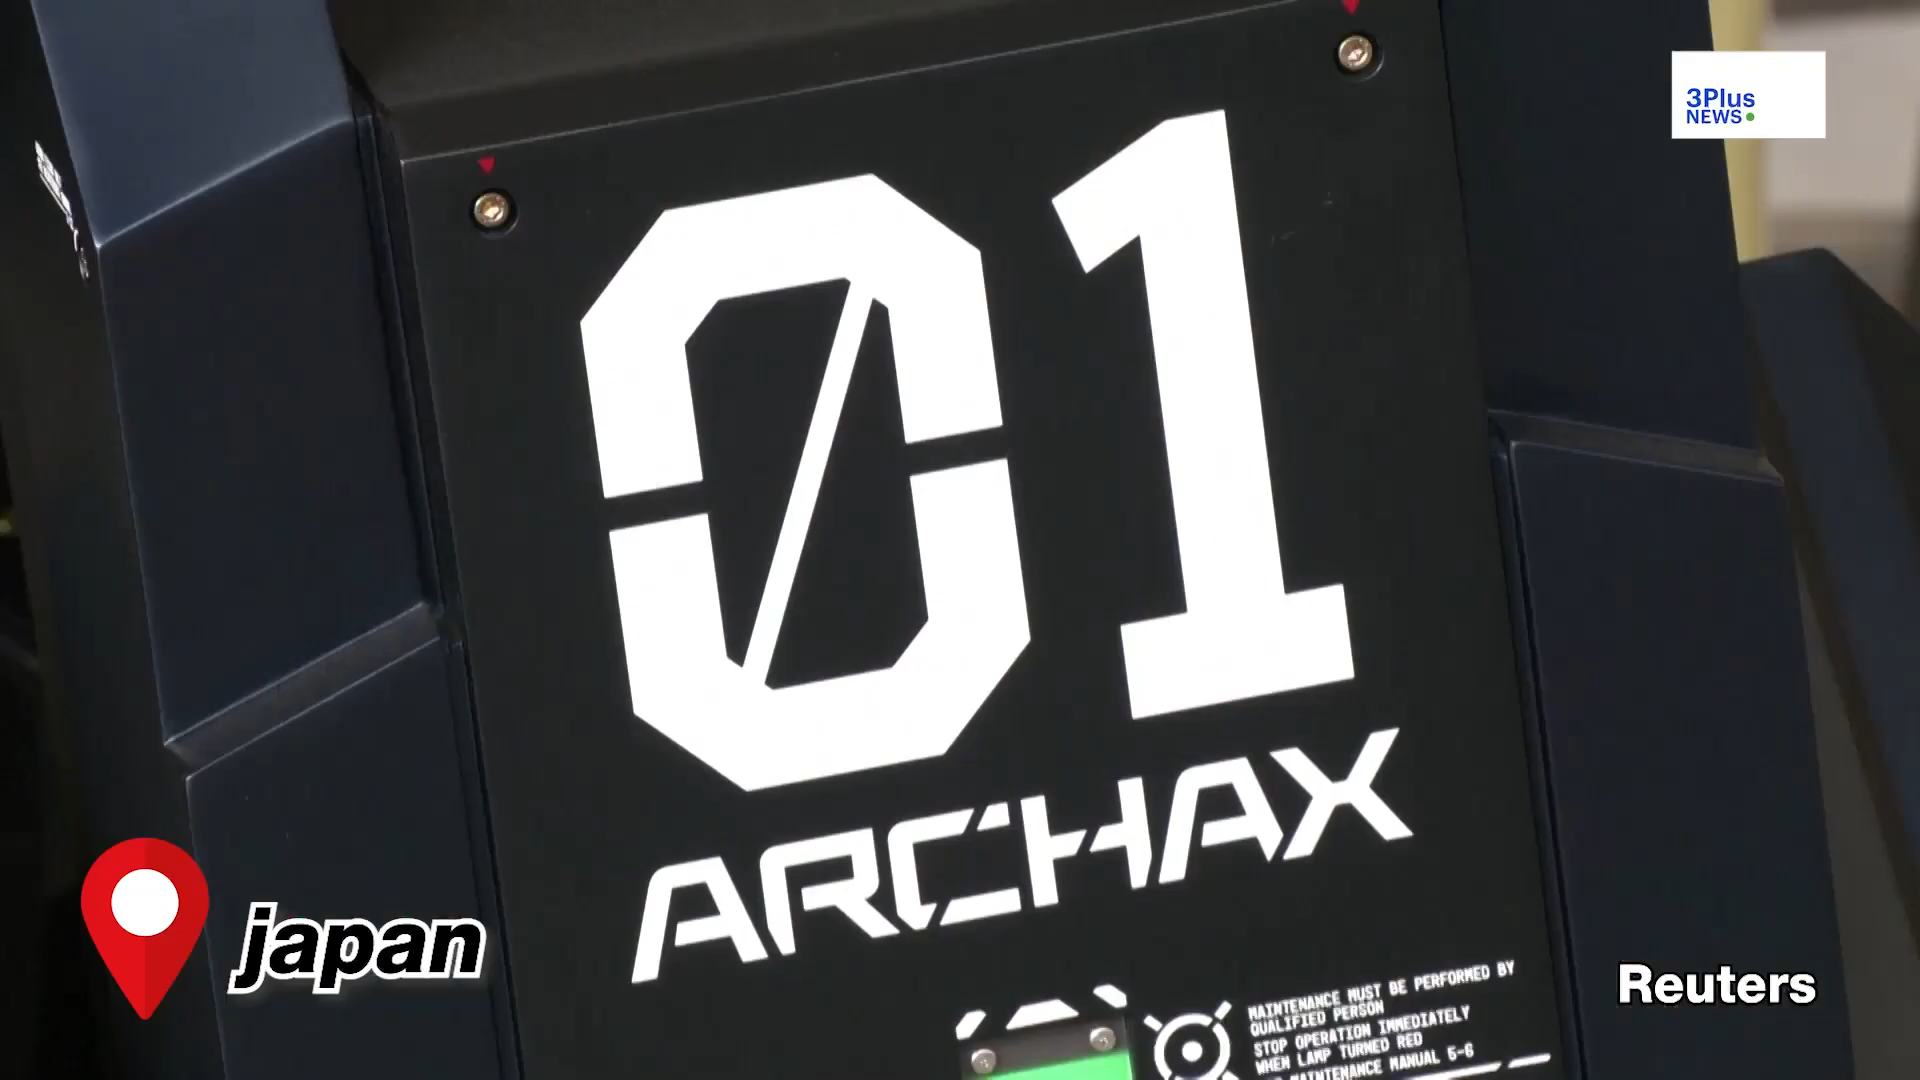 3Plus
NEWS
01
ARCHAX
japan
Reuters
MAINTENANCE MUST BE PERFORMED BY
QUALIFIED PERSON
STOP OPERATION IMMEDIATELY
WHEN LAMP TURNED RED
MAINTENANCE MANUAL 5-6